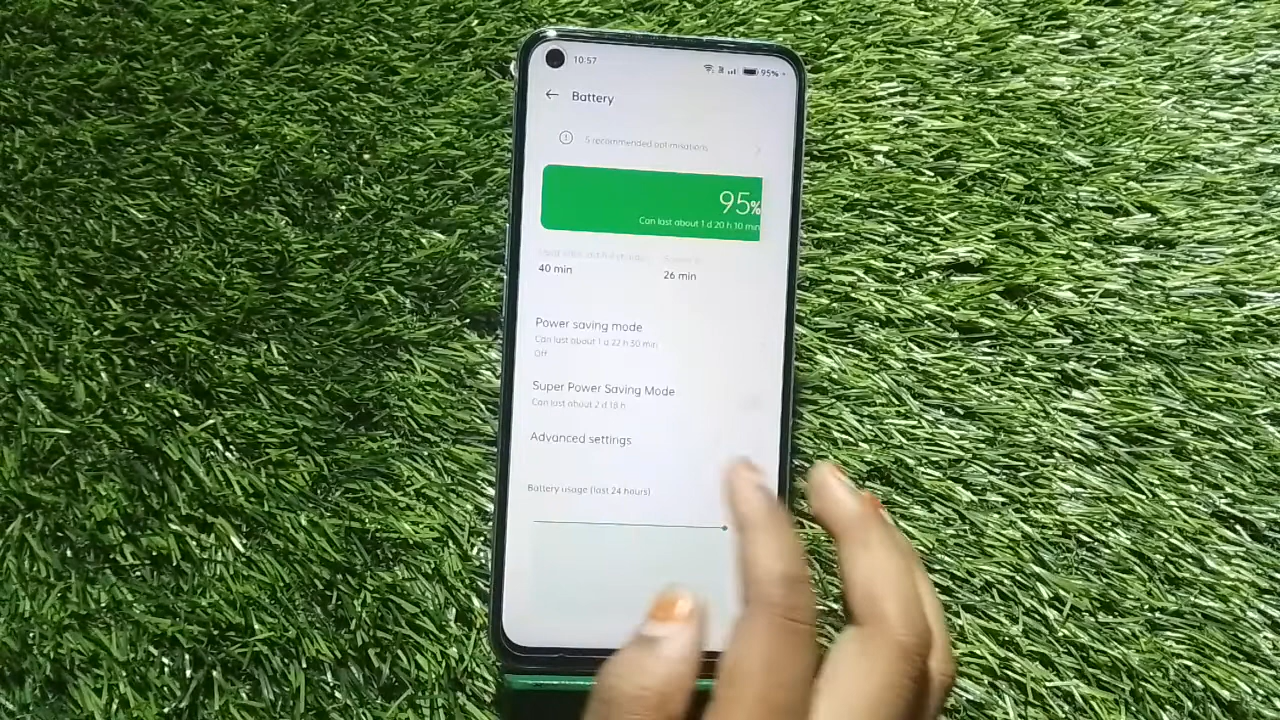 10:57
95%
Battery
5 recommended optimisations
95%
Can last about 1 d 20 h 10 min
40 min
26 min
Power saving mode
Can last about 1 d 22 h 30 min
Off
Super Power Saving Mode
Can last about 2 d 18 h
Advanced settings
Battery usage (last 24 hours)